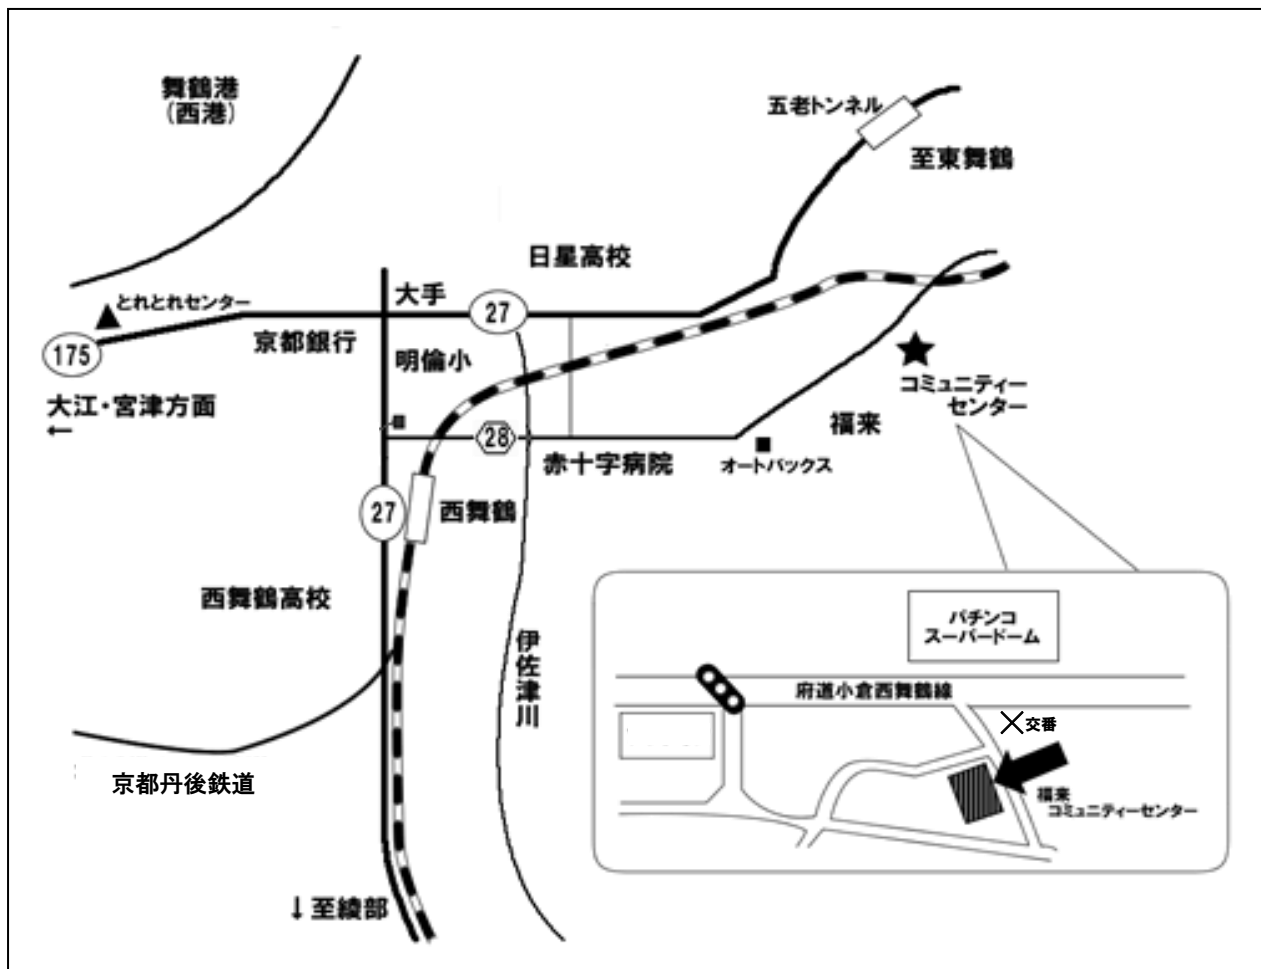 舞鶴港
(西港)
五老トンネル
至東舞鶴
日星高校
とれとれセンター
大手
27
京都銀行
175
明倫小
大江・宮津方面
←
コミュニティー
センター
福来
28
赤十字病院
オートバックス
27
西舞鶴
西舞鶴高校
伊佐津川
パチンコ
スーパードーム
府道小倉西舞鶴線
交番
京都丹後鉄道
福来
コミュニティーセンター
↓至綾部